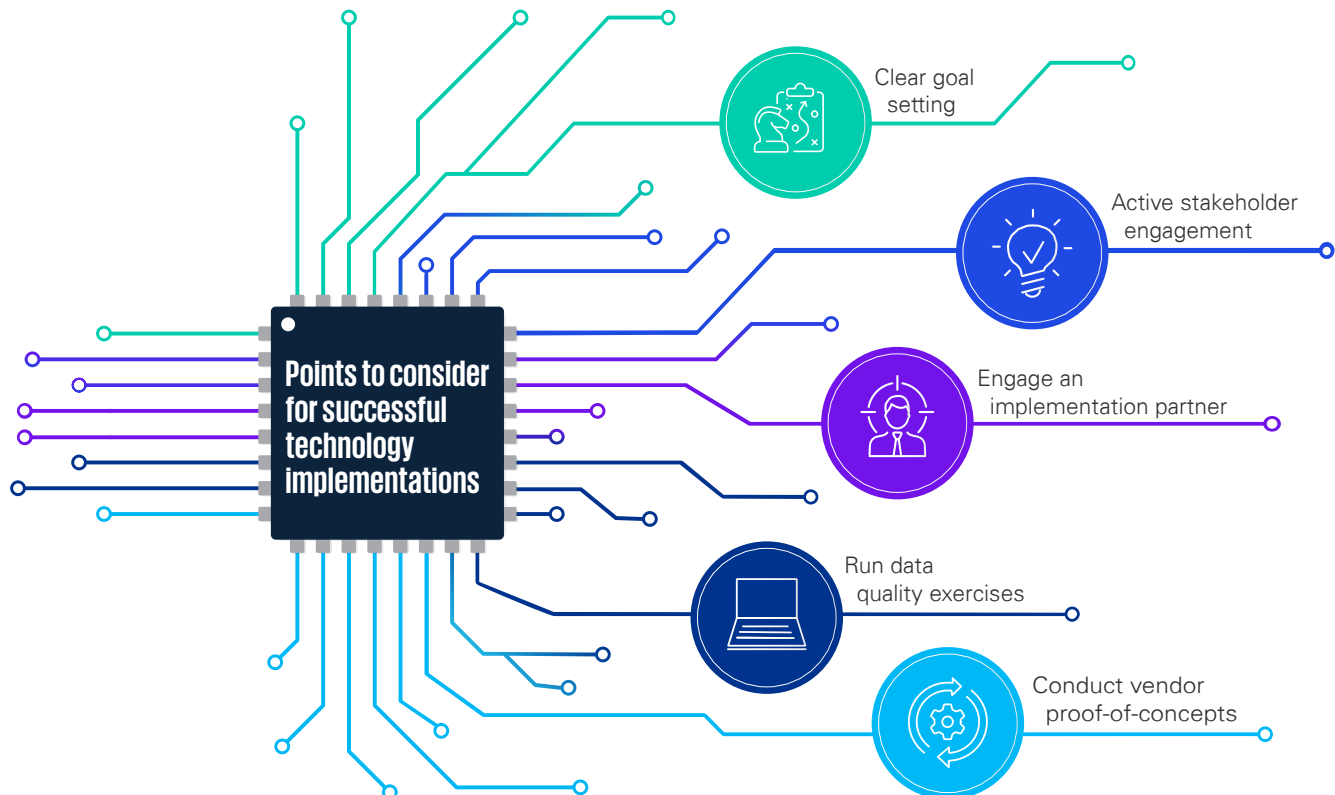 Points to consider
for successful
technology
implementations
Clear goal
setting
Active stakeholder
engagement
Engage an
implementation partner
Run data
quality exercises
Conduct vendor
proof-of-concepts